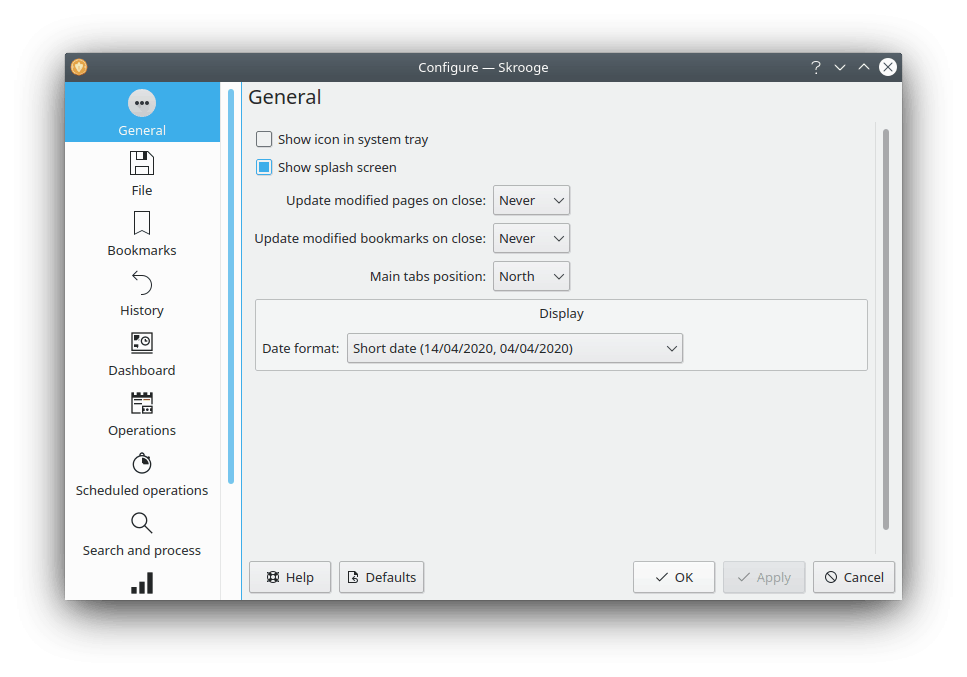 Configure — Skrooge
General
File
Bookmarks
History
Dashboard
Operations
Scheduled operations
Search and process
General
Show icon in system tray
Show splash screen
Update modified pages on close: Never
Update modified bookmarks on close: Never
Main tabs position: North
Display
Date format: Short date (14/04/2020, 04/04/2020)
Help Defaults OK Apply Cancel